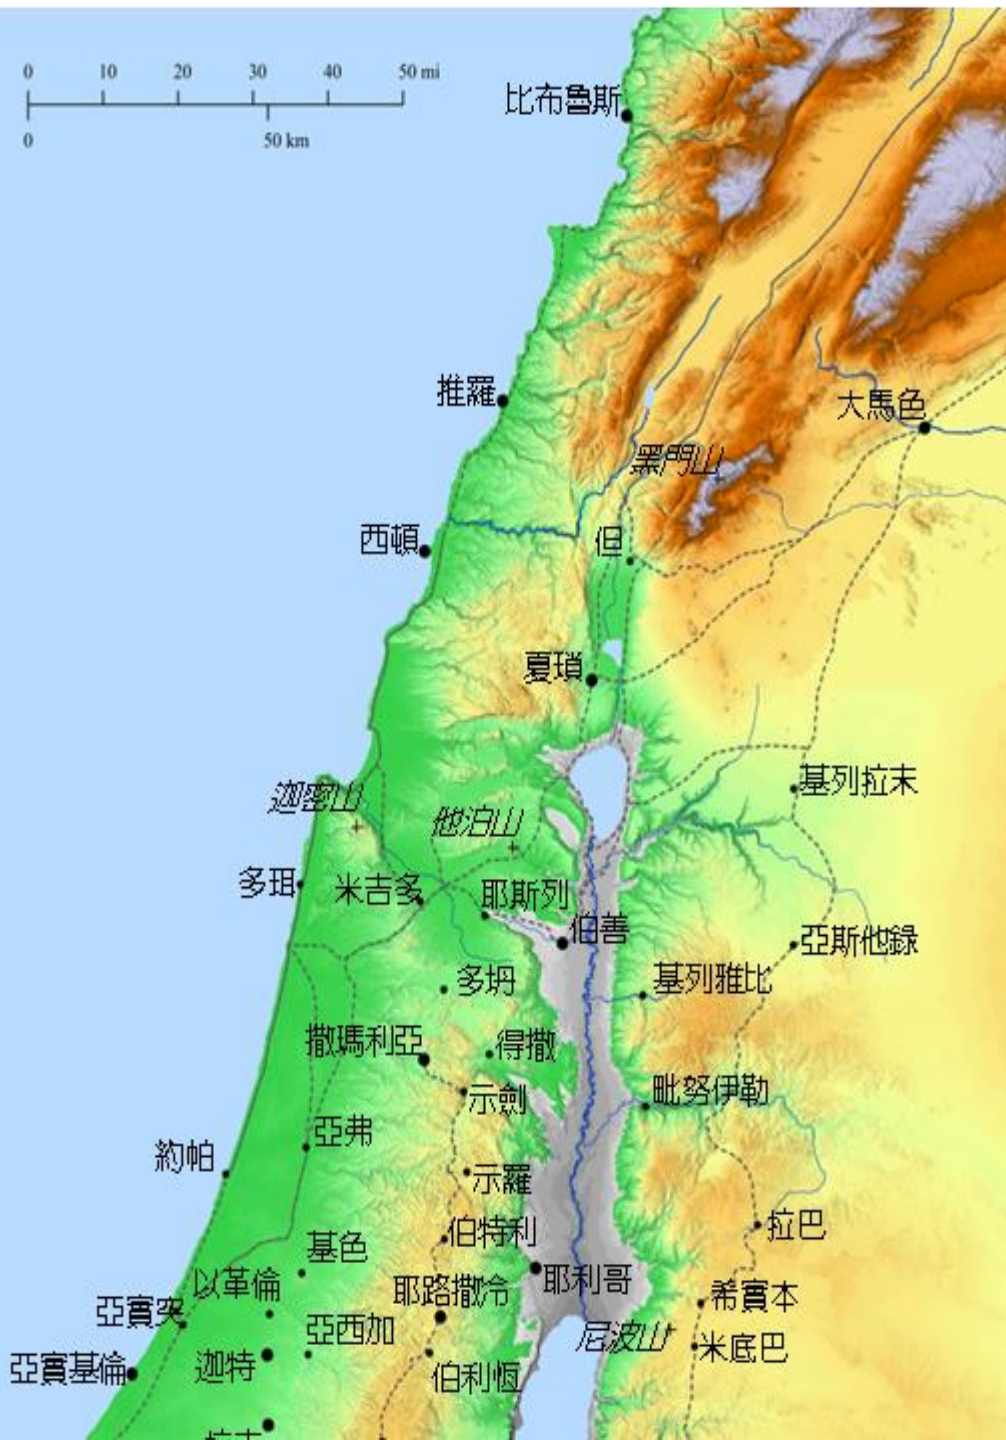 0 10 20 30 40 50 mi
0 50 km
比布魯斯
推羅
大馬色
黑門山
西頓
但
夏瑣
基列拉末
迦密山
他泊山
多珥
米吉多
耶斯列
伯善
亞斯他錄
多坍
基列雅比
撒瑪利亞
得撒
示劍
毗努伊勒
亞弗
約帕
示羅
伯特利
拉巴
基色
以革倫
耶路撒冷
耶利哥
希實本
亞實突
亞西加
尼波山
米底巴
亞實基倫
迦特
伯利恆